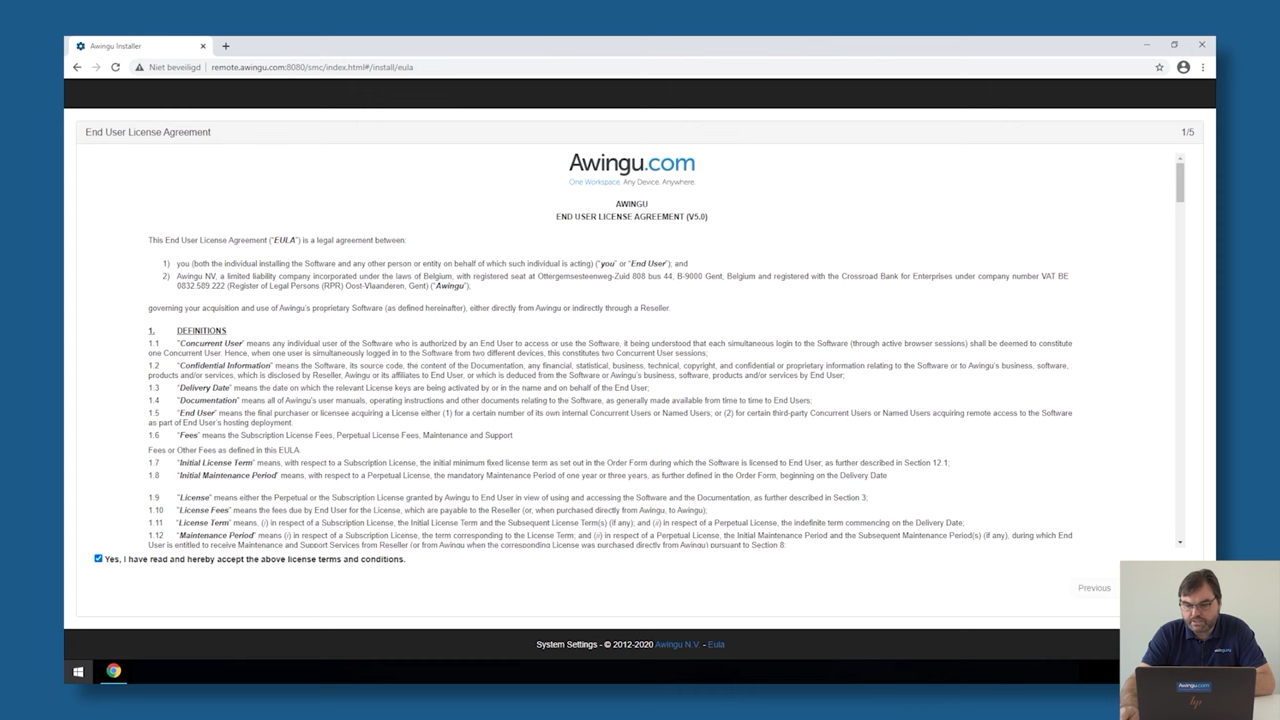 Awingu Installer
Niet beveiligd remote.awingu.com:8080/smc/index.html#/install/eula
End User License Agreement 1/5
Awingu.com
One Workspace. Any Device. Anywhere.
AWINGU
END USER LICENSE AGREEMENT (V5.0)
This End User License Agreement ("EULA") is a legal agreement between:
1) you (both the individual installing the Software and any other person or entity on behalf of which such individual is acting) ("you" or "End User"); and
2) Awingu NV, a limited liability company incorporated under the laws of Belgium, with registered seat at Ottergemsesteenweg-Zuid 808 bus 44, B-9000 Gent, Belgium and registered with the Crossroad Bank for Enterprises under company number VAT BE
0832.589.222 (Register of Legal Persons (RPR) Oost-Vlaanderen, Gent) ("Awingu");
governing your acquisition and use of Awingu's proprietary Software (as defined hereinafter), either directly from Awingu or indirectly through a Reseller.
1. DEFINITIONS
1.1 "Concurrent User" means any individual user of the Software who is authorized by an End User to access or use the Software, it being understood that each simultaneous login to the Software (through active browser sessions) shall be deemed to constitute
one Concurrent User. Hence, when one user is simultaneously logged in to the Software from two different devices, this constitutes two Concurrent User sessions;
1.2 "Confidential Information" means the Software, its source code, the content of the Documentation, any financial, statistical, business, technical, copyright, and confidential or proprietary information relating to the Software or to Awingu's business, software,
products and/or services, which is disclosed by Reseller, Awingu or its affiliates to End User, or which is deducted from the Software or Awingu's business, software, products and/or services by End User;
1.3 "Delivery Date" means the date on which the relevant License keys are being activated by or in the name and on behalf of the End User;
1.4 "Documentation" means all of Awingu's user manuals, operating instructions and other documents relating to the Software, as generally made available from time to time to End Users;
1.5 "End User" means the final purchaser or licensee acquiring a License either (1) for a certain number of its own internal Concurrent Users or Named Users; or (2) for certain third-party Concurrent Users or Named Users acquiring remote access to the Software
as part of End User's hosting deployment.
1.6 "Fees" means the Subscription License Fees, Perpetual License Fees, Maintenance and Support
Fees or Other Fees as defined in this EULA.
1.7 "Initial License Term" means, with respect to a Subscription License, the initial minimum fixed license term as set out in the Order Form during which the Software is licensed to End User, as further described in Section 12.1;
1.8 "Initial Maintenance Period" means, with respect to a Perpetual License, the mandatory Maintenance Period of one year or three years, as further defined in the Order Form, beginning on the Delivery Date
1.9 "License" means either the Perpetual or the Subscription License granted by Awingu to End User in view of using and accessing the Software and the Documentation, as further described in Section 3;
1.10 "License Fees" means the fees due by End User for the License, which are payable to the Reseller (or, when purchased directly from Awingu, to Awingu);
1.11 "License Term" means, (i) in respect of a Subscription License, the Initial License Term and the Subsequent License Term(s) (if any); and (ii) in respect of a Perpetual License, the indefinite term commencing on the Delivery Date;
1.12 "Maintenance Period" means (i) in respect of a Subscription License, the term corresponding to the License Term; and (ii) in respect of a Perpetual License, the Initial Maintenance Period and the Subsequent Maintenance Period(s) (if any), during which End
User is entitled to receive Maintenance and Support Services from Reseller (or from Awingu when the corresponding License was purchased directly from Awingu) pursuant to Section 8;
Yes, I have read and hereby accept the above license terms and conditions.
Previous
System Settings - © 2012-2020 Awingu N.V. - Eula
Awingu.com
hp